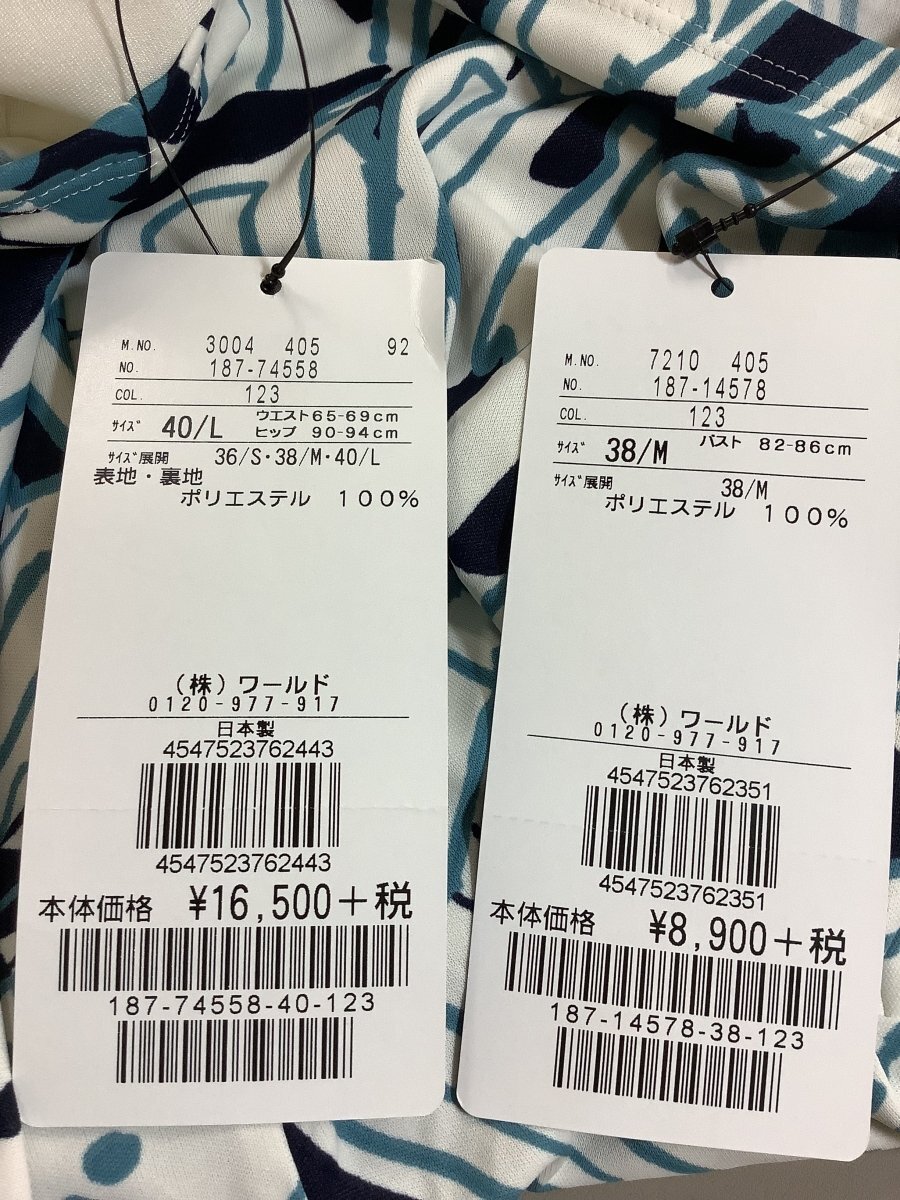 M.NO. 3004 405 92
NO. 187-74558
COL. 123
ｻｲｽﾞ 40/L ウエスト65-69cm
ヒップ 90-94cm
ｻｲｽﾞ展開 36/S・38/M・40/L
表地・裏地
ポリエステル 100%
(株)ワールド
0120-977-917
日本製
4547523762443
4547523762443
本体価格 ¥16,500+税
187-74558-40-123
M.NO. 7210 405
NO. 187-14578
COL. 123
ｻｲｽﾞ 38/M バスト 82-86cm
ｻｲｽﾞ展開 38/M
ポリエステル 100%
(株)ワールド
0120-977-917
日本製
4547523762351
4547523762351
本体価格 ¥8,900+税
187-14578-38-123